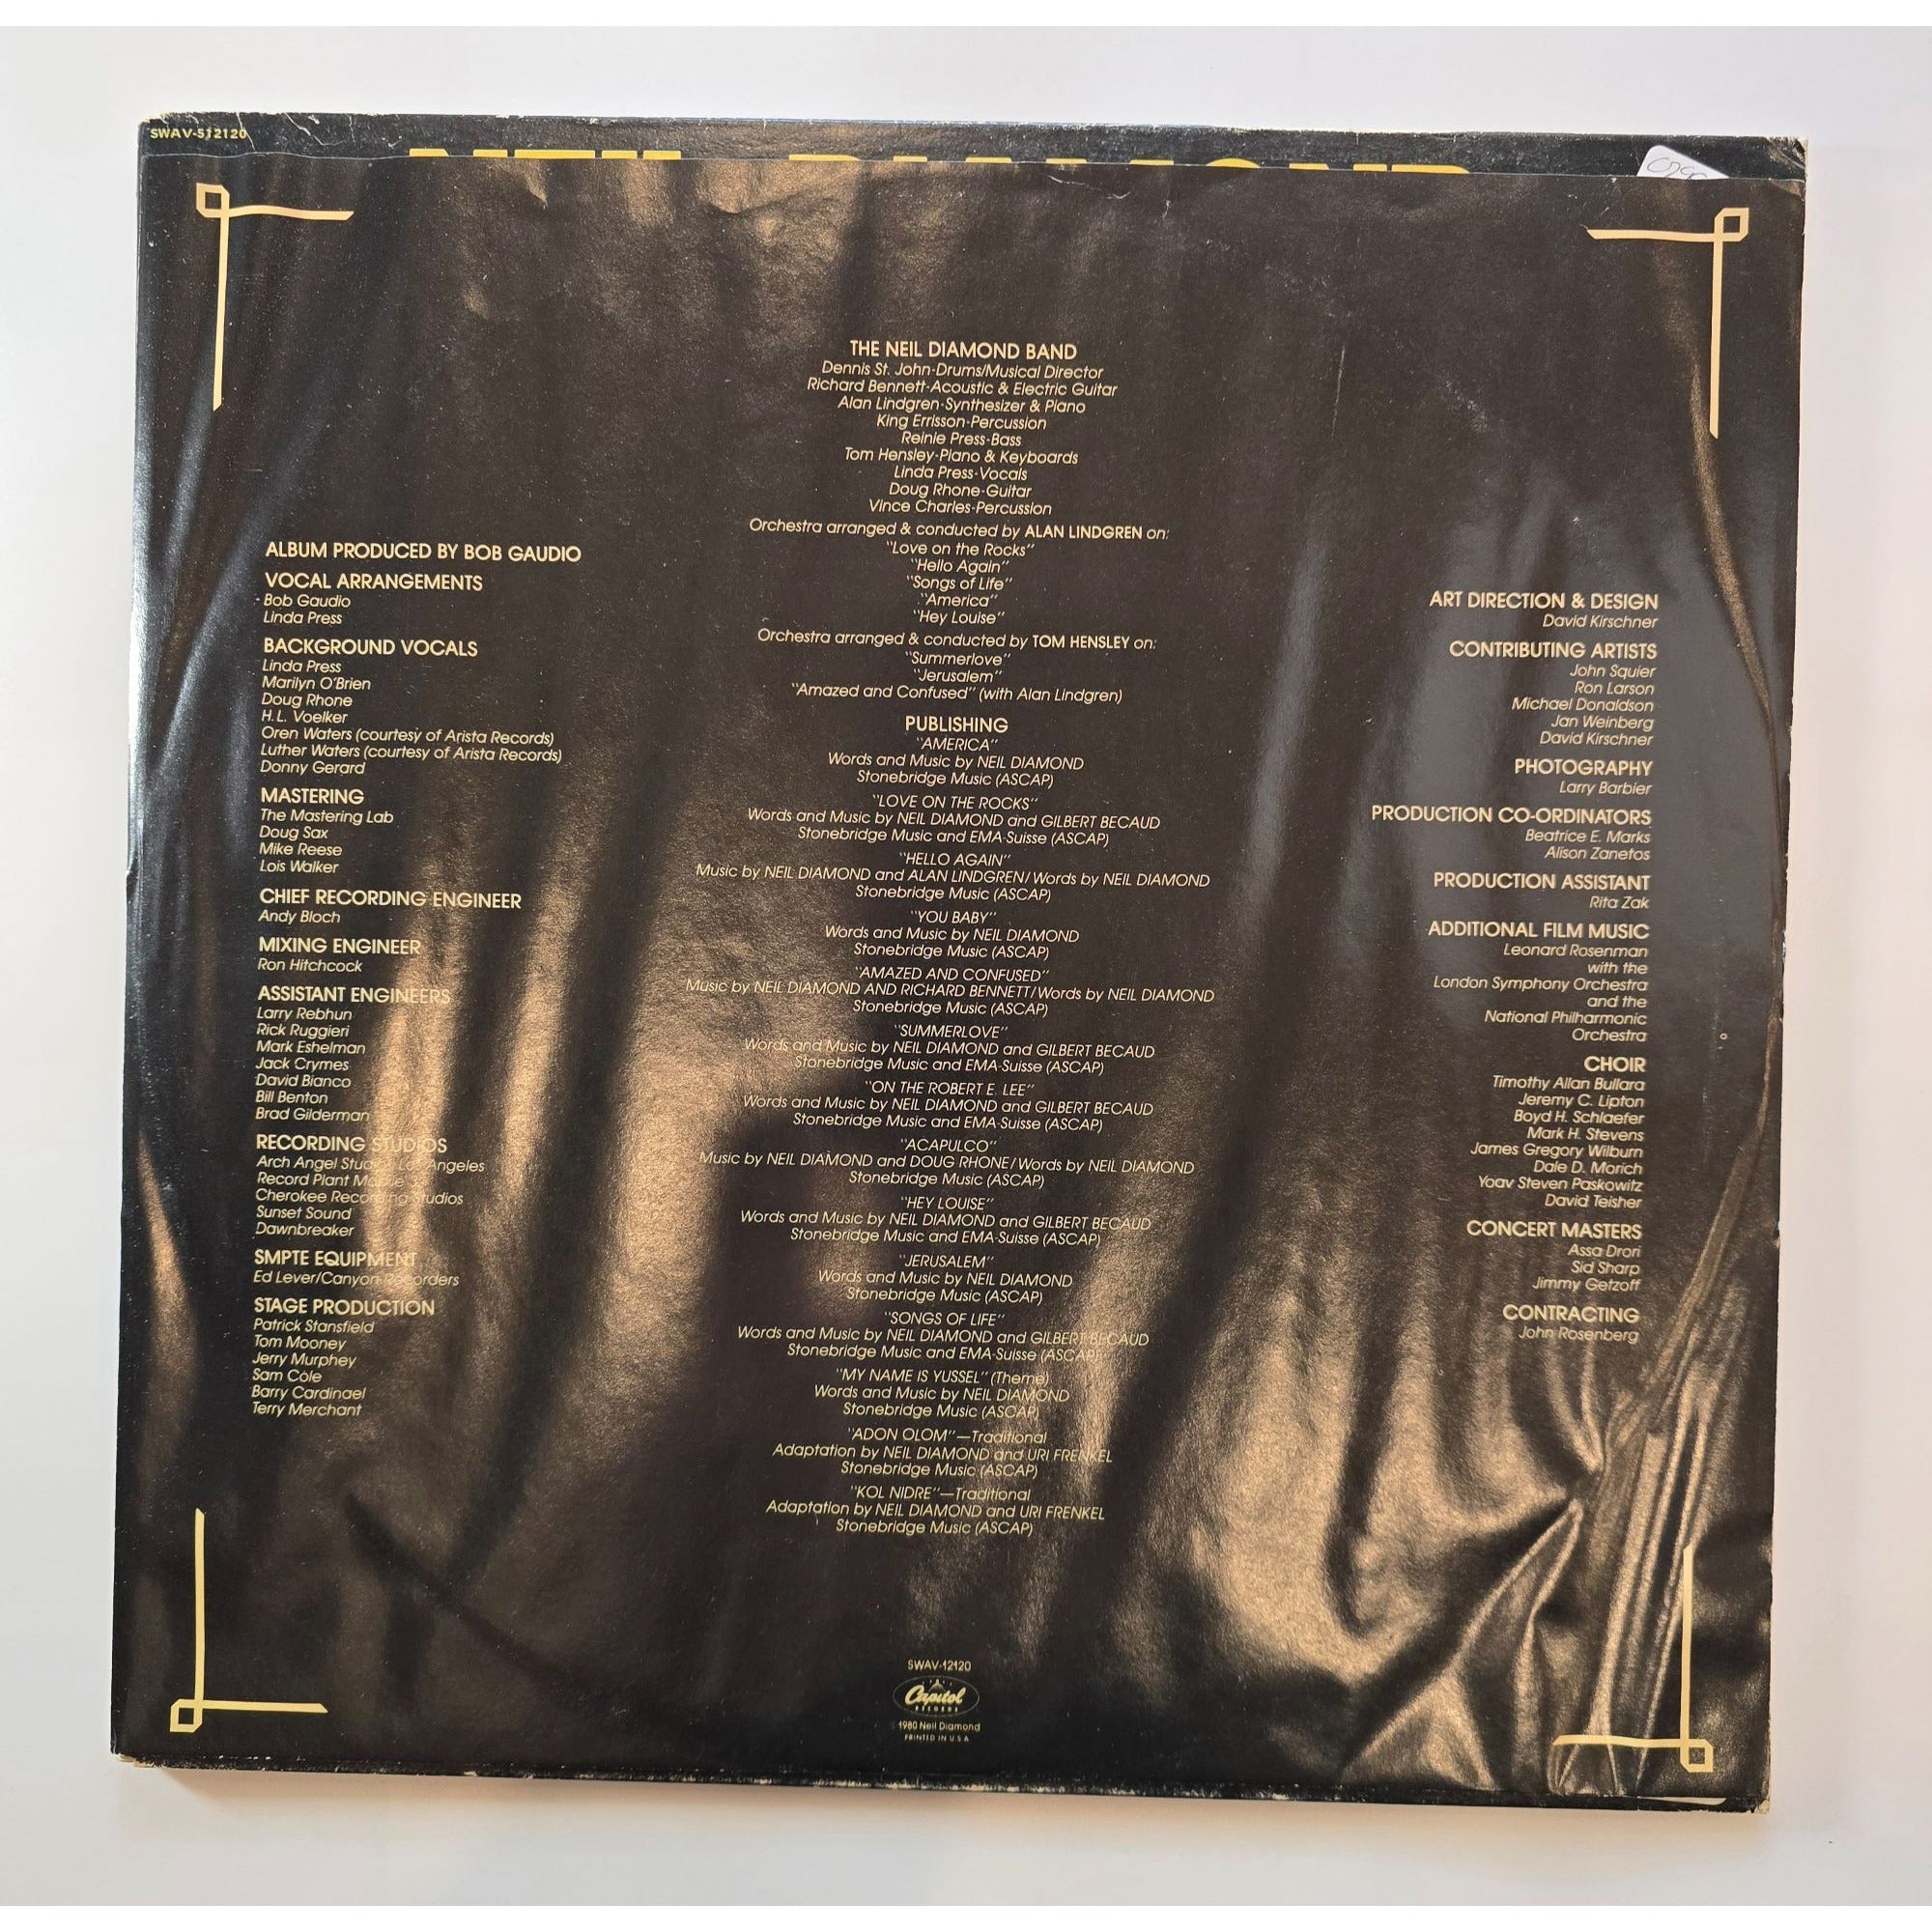 SWAV-512120
NEIL DIAMOND
THE NEIL DIAMOND BAND
Dennis St. John-Drums/Musical Director
Richard Bennett-Acoustic & Electric Guitar
Alan Lindgren-Synthesizer & Piano
King Errisson-Percussion
Reinie Press-Bass
Tom Hensley-Piano & Keyboards
Linda Press-Vocals
Doug Rhone-Guitar
Vince Charles-Percussion
Orchestra arranged & conducted by ALAN LINDGREN on:
"Love on the Rocks"
"Hello Again"
"Songs of Life"
"America"
"Hey Louise"
Orchestra arranged & conducted by TOM HENSLEY on:
"Summerlove"
"Jerusalem"
"Amazed and Confused" (with Alan Lindgren)
PUBLISHING
"AMERICA"
Words and Music by NEIL DIAMOND
Stonebridge Music (ASCAP)
"LOVE ON THE ROCKS"
Words and Music by NEIL DIAMOND and GILBERT BECAUD
Stonebridge Music and EMA-Suisse (ASCAP)
"HELLO AGAIN"
Music by NEIL DIAMOND and ALAN LINDGREN/Words by NEIL DIAMOND
Stonebridge Music (ASCAP)
"YOU BABY"
Words and Music by NEIL DIAMOND
Stonebridge Music (ASCAP)
"AMAZED AND CONFUSED"
Music by NEIL DIAMOND AND RICHARD BENNETT/Words by NEIL DIAMOND
Stonebridge Music (ASCAP)
"SUMMERLOVE"
Words and Music by NEIL DIAMOND and GILBERT BECAUD
Stonebridge Music and EMA-Suisse (ASCAP)
"ON THE ROBERT E. LEE"
Words and Music by NEIL DIAMOND and GILBERT BECAUD
Stonebridge Music and EMA-Suisse (ASCAP)
"ACAPULCO"
Music by NEIL DIAMOND and DOUG RHONE/Words by NEIL DIAMOND
Stonebridge Music (ASCAP)
"HEY LOUISE"
Words and Music by NEIL DIAMOND and GILBERT BECAUD
Stonebridge Music and EMA-Suisse (ASCAP)
"JERUSALEM"
Words and Music by NEIL DIAMOND
Stonebridge Music (ASCAP)
"SONGS OF LIFE"
Words and Music by NEIL DIAMOND and GILBERT BECAUD
Stonebridge Music and EMA-Suisse (ASCAP)
"MY NAME IS YUSSEL" (Theme)
Words and Music by NEIL DIAMOND
Stonebridge Music (ASCAP)
"ADON OLOM"—Traditional
Adaptation by NEIL DIAMOND and URI FRENKEL
Stonebridge Music (ASCAP)
"KOL NIDRE"—Traditional
Adaptation by NEIL DIAMOND and URI FRENKEL
Stonebridge Music (ASCAP)
ALBUM PRODUCED BY BOB GAUDIO
VOCAL ARRANGEMENTS
Bob Gaudio
Linda Press
BACKGROUND VOCALS
Linda Press
Marilyn O'Brien
Doug Rhone
H.L. Voelker
Oren Waters (courtesy of Arista Records)
Luther Waters (courtesy of Arista Records)
Donny Gerard
MASTERING
The Mastering Lab
Doug Sax
Mike Reese
Lois Walker
CHIEF RECORDING ENGINEER
Andy Bloch
MIXING ENGINEER
Ron Hitchcock
ASSISTANT ENGINEERS
Larry Rebhun
Rick Ruggieri
Mark Eshelman
Jack Crymes
David Bianco
Bill Benton
Brad Gilderman
RECORDING STUDIOS
Arch Angel Studio Los Angeles
Record Plant
Cherokee Recording Studios
Sunset Sound
Dawnbreaker
SMPTE EQUIPMENT
Ed Lever/Canyon Recorders
STAGE PRODUCTION
Patrick Stansfield
Tom Mooney
Jerry Murphey
Sam Cole
Barry Cardinael
Terry Merchant
ART DIRECTION & DESIGN
David Kirschner
CONTRIBUTING ARTISTS
John Squier
Ron Larson
Michael Donaldson
Jan Weinberg
David Kirschner
PHOTOGRAPHY
Larry Barbier
PRODUCTION CO-ORDINATORS
Beatrice E. Marks
Alison Zanetos
PRODUCTION ASSISTANT
Rita Zak
ADDITIONAL FILM MUSIC
Leonard Rosenman
with the
London Symphony Orchestra
and the
National Philharmonic
Orchestra
CHOIR
Timothy Allan Bullara
Jeremy C. Lipton
Boyd H. Schlaefer
Mark H. Stevens
James Gregory Wilburn
Dale D. Morich
Yoav Steven Paskowitz
David Teisher
CONCERT MASTERS
Assa Drori
Sid Sharp
Jimmy Getzoff
CONTRACTING
John Rosenberg
SWAV-12120
Capitol
RECORDS
1980 Neil Diamond
PRINTED IN U.S.A.